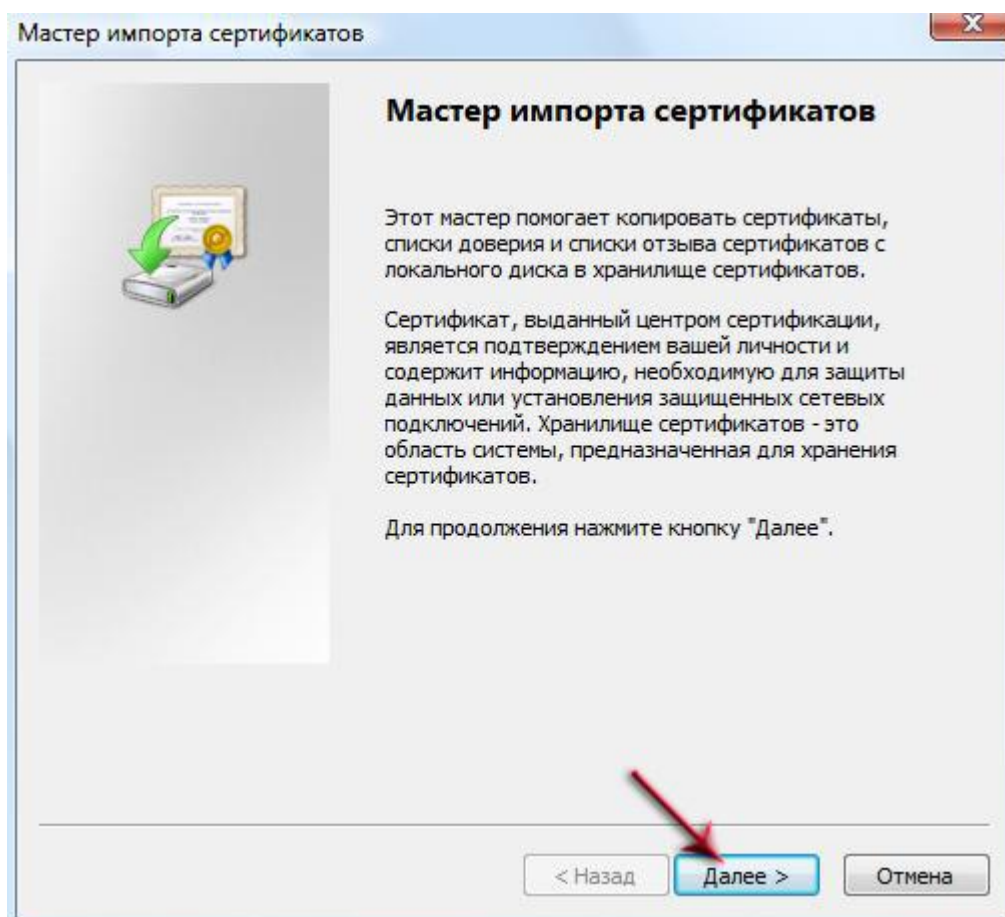 Мастер импорта сертификатов
Мастер импорта сертификатов
Этот мастер помогает копировать сертификаты,
списки доверия и списки отзыва сертификатов с
локального диска в хранилище сертификатов.
Сертификат, выданный центром сертификации,
является подтверждением вашей личности и
содержит информацию, необходимую для защиты
данных или установления защищенных сетевых
подключений. Хранилище сертификатов - это
область системы, предназначенная для хранения
сертификатов.
Для продолжения нажмите кнопку "Далее".
< Назад
Далее >
Отмена